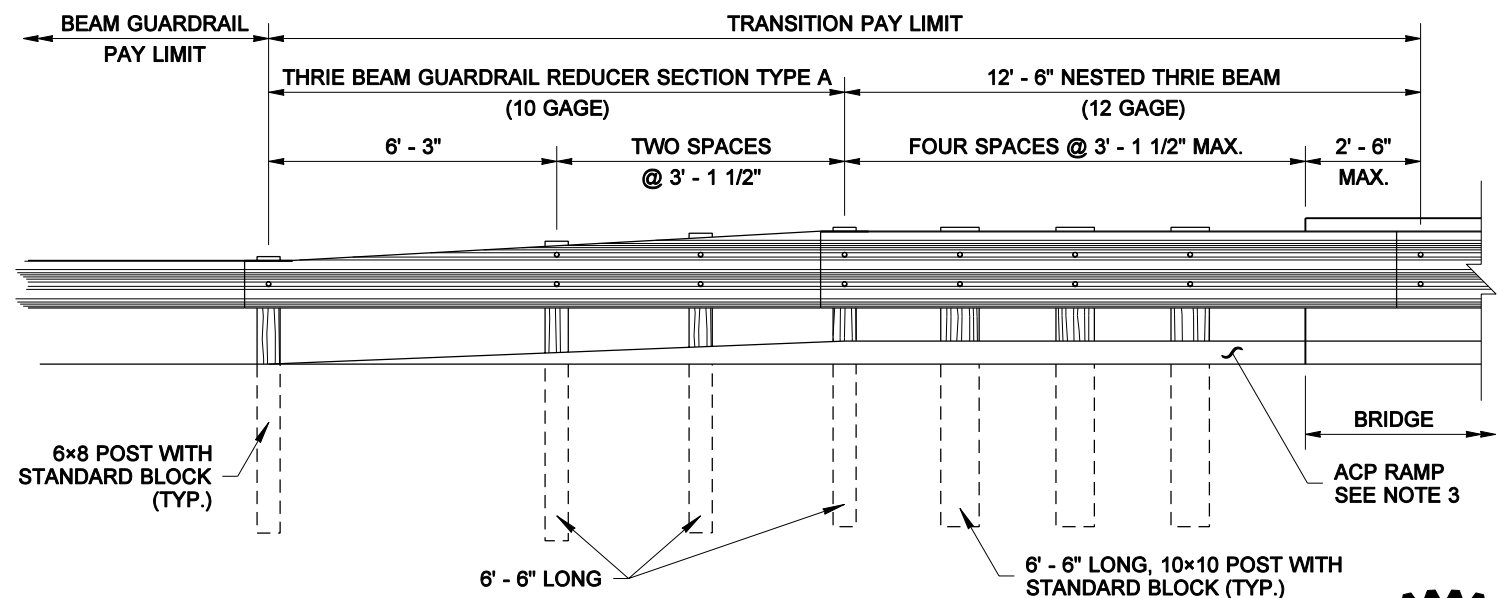 BEAM GUARDRAIL
PAY LIMIT
TRANSITION PAY LIMIT
THRIE BEAM GUARDRAIL REDUCER SECTION TYPE A
(10 GAGE)
12' - 6" NESTED THRIE BEAM
(12 GAGE)
6' - 3"
TWO SPACES
@ 3' - 1 1/2"
FOUR SPACES @ 3' - 1 1/2" MAX.
2' - 6"
MAX.
BRIDGE
6×8 POST WITH
STANDARD BLOCK
(TYP.)
ACP RAMP
SEE NOTE 3
6' - 6" LONG
6' - 6" LONG, 10×10 POST WITH
STANDARD BLOCK (TYP.)